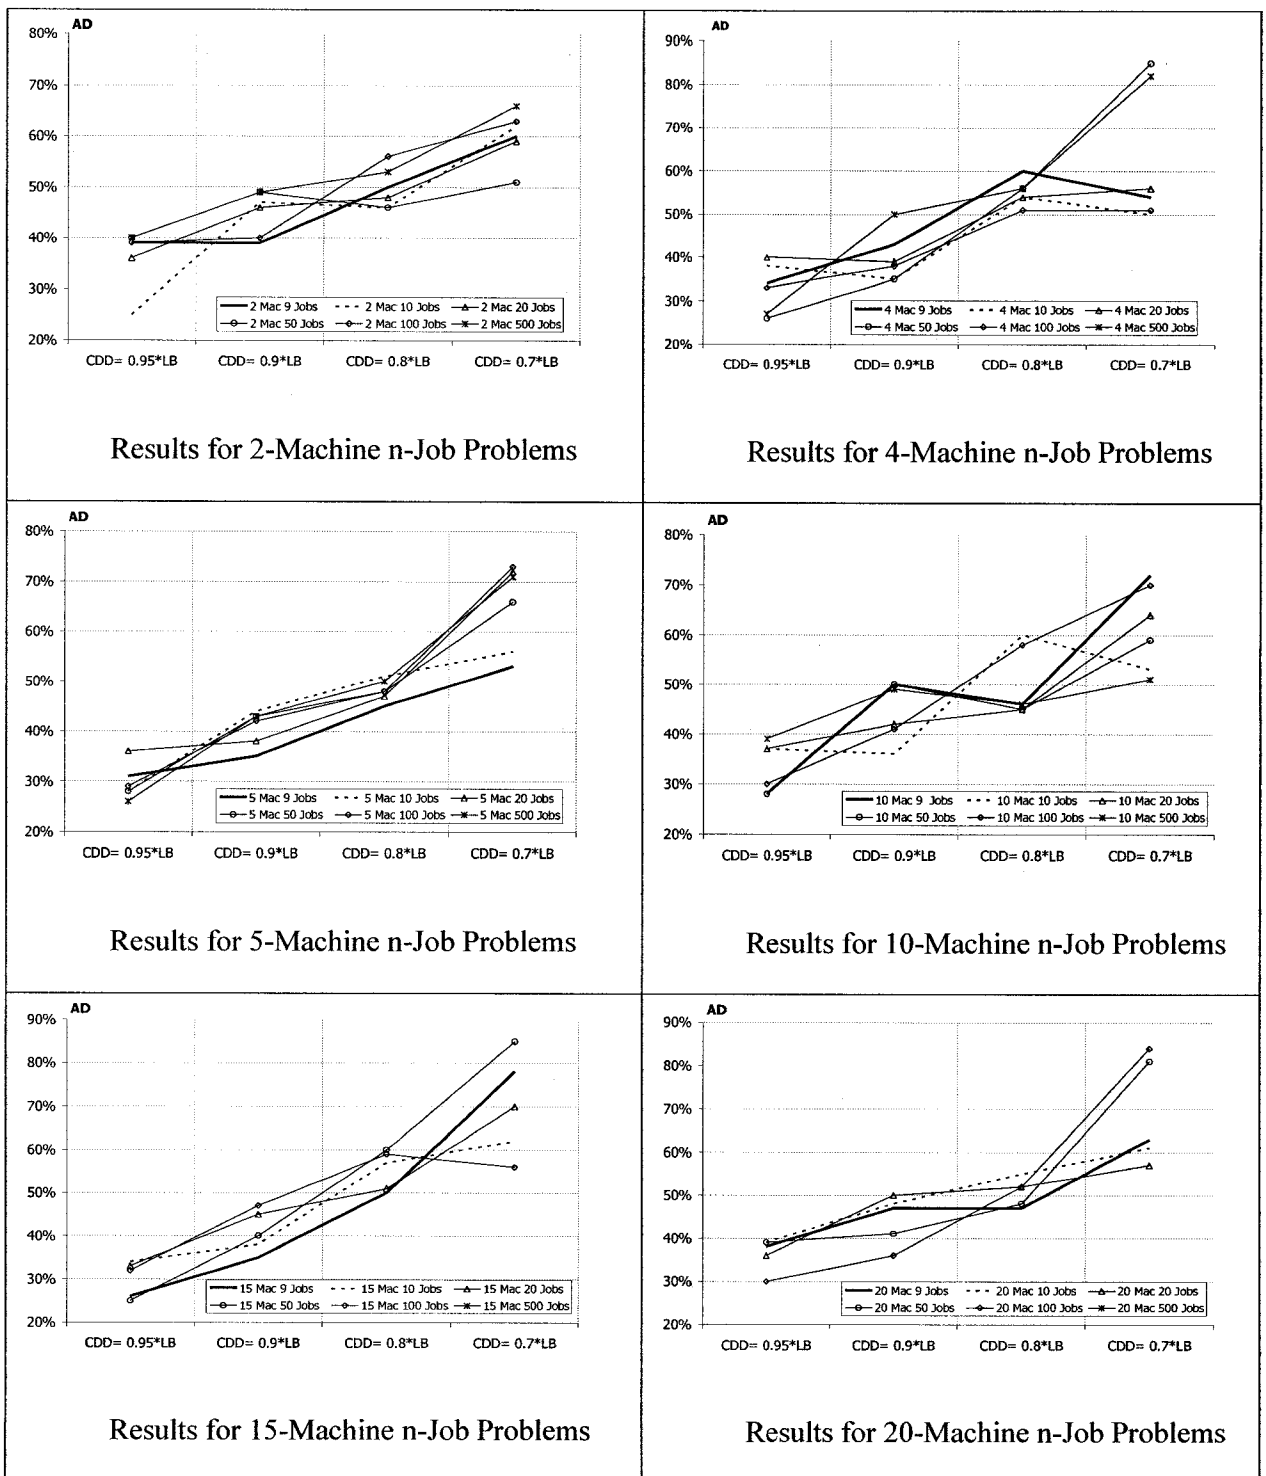 AD
80%
70%
60%
50%
40%
30%
20%
2 Mac 9 Jobs 2 Mac 10 Jobs 2 Mac 20 Jobs
2 Mac 50 Jobs 2 Mac 100 Jobs 2 Mac 500 Jobs
CDD= 0.95*LB CDD= 0.9*LB CDD= 0.8*LB CDD= 0.7*LB
Results for 2-Machine n-Job Problems
AD
90%
80%
70%
60%
50%
40%
30%
20%
4 Mac 9 Jobs 4 Mac 10 Jobs 4 Mac 20 Jobs
4 Mac 50 Jobs 4 Mac 100 Jobs 4 Mac 500 Jobs
CDD= 0.95*LB CDD= 0.9*LB CDD= 0.8*LB CDD= 0.7*LB
Results for 4-Machine n-Job Problems
AD
80%
70%
60%
50%
40%
30%
20%
5 Mac 9 Jobs 5 Mac 10 Jobs 5 Mac 20 Jobs
5 Mac 50 Jobs 5 Mac 100 Jobs 5 Mac 500 Jobs
CDD= 0.95*LB CDD= 0.9*LB CDD= 0.8*LB CDD= 0.7*LB
Results for 5-Machine n-Job Problems
AD
80%
70%
60%
50%
40%
30%
20%
10 Mac 9 Jobs 10 Mac 10 Jobs 10 Mac 20 Jobs
10 Mac 50 Jobs 10 Mac 100 Jobs 10 Mac 500 Jobs
CDD= 0.95*LB CDD= 0.9*LB CDD= 0.8*LB CDD= 0.7*LB
Results for 10-Machine n-Job Problems
AD
90%
80%
70%
60%
50%
40%
30%
20%
15 Mac 9 Jobs 15 Mac 10 Jobs 15 Mac 20 Jobs
15 Mac 50 Jobs 15 Mac 100 Jobs 15 Mac 500 Jobs
CDD= 0.95*LB CDD= 0.9*LB CDD= 0.8*LB CDD= 0.7*LB
Results for 15-Machine n-Job Problems
AD
90%
80%
70%
60%
50%
40%
30%
20%
20 Mac 9 Jobs 20 Mac 10 Jobs 20 Mac 20 Jobs
20 Mac 50 Jobs 20 Mac 100 Jobs 20 Mac 500 Jobs
CDD= 0.95*LB CDD= 0.9*LB CDD= 0.8*LB CDD= 0.7*LB
Results for 20-Machine n-Job Problems